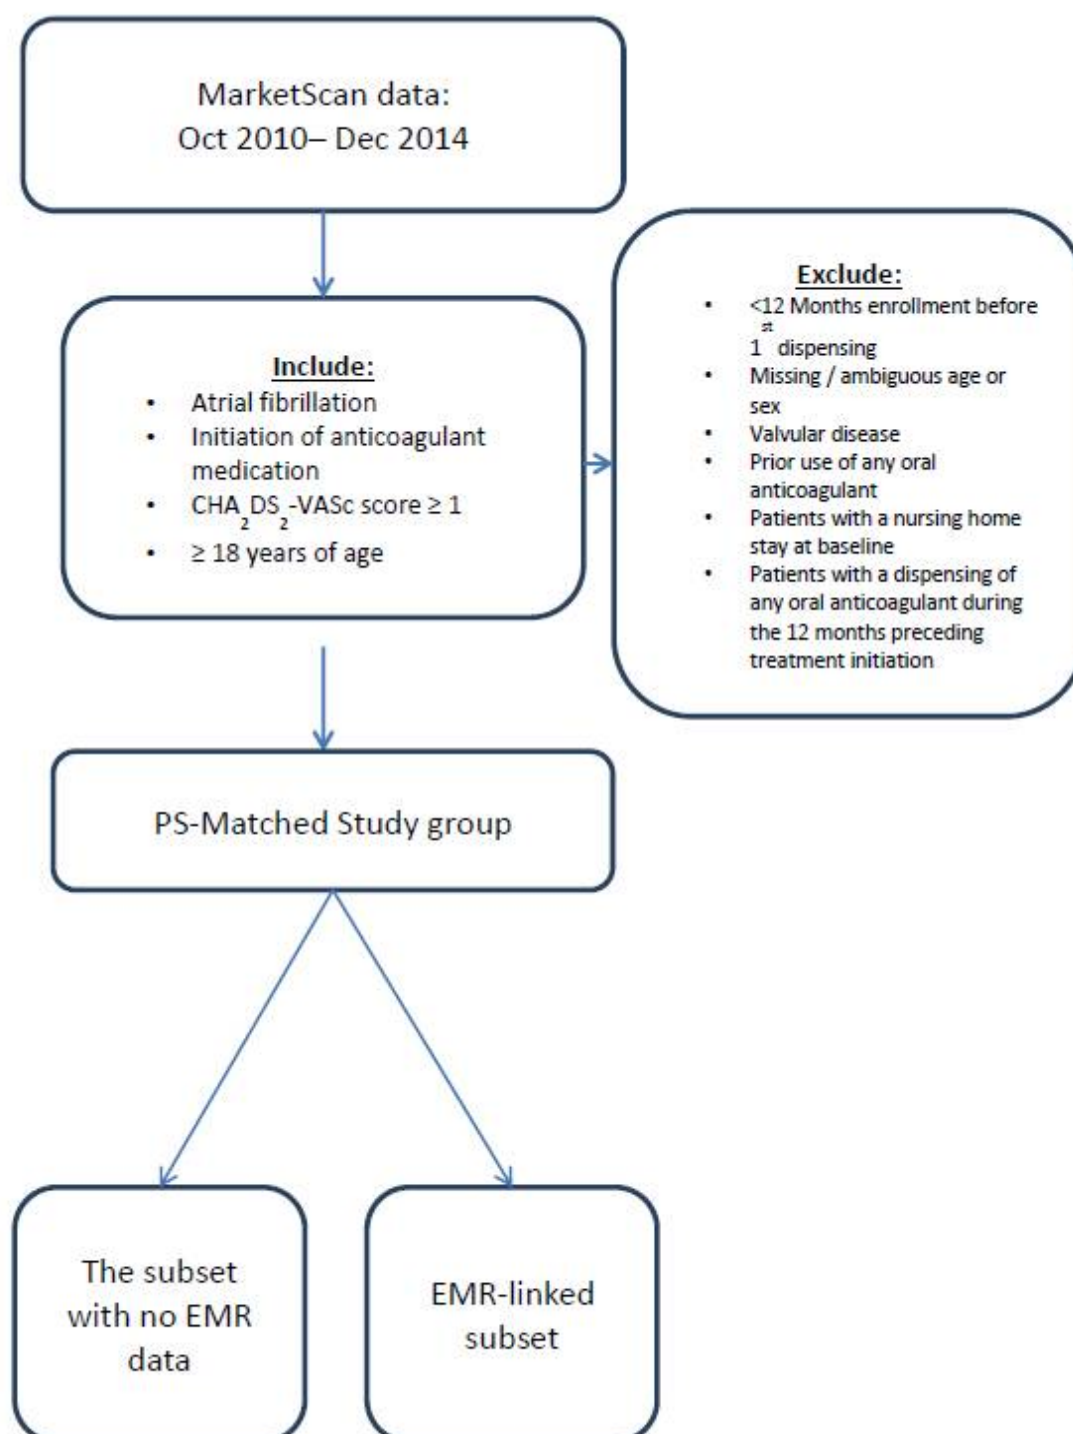 MarketScan data:
Oct 2010– Dec 2014
Include:
• Atrial fibrillation
• Initiation of anticoagulant
medication
• CHA2DS2-VASc score ≥ 1
• ≥ 18 years of age
Exclude:
• <12 Months enrollment before
1st dispensing
• Missing / ambiguous age or
sex
• Valvular disease
• Prior use of any oral
anticoagulant
• Patients with a nursing home
stay at baseline
• Patients with a dispensing of
any oral anticoagulant during
the 12 months preceding
treatment initiation
PS-Matched Study group
The subset
with no EMR
data
EMR-linked
subset